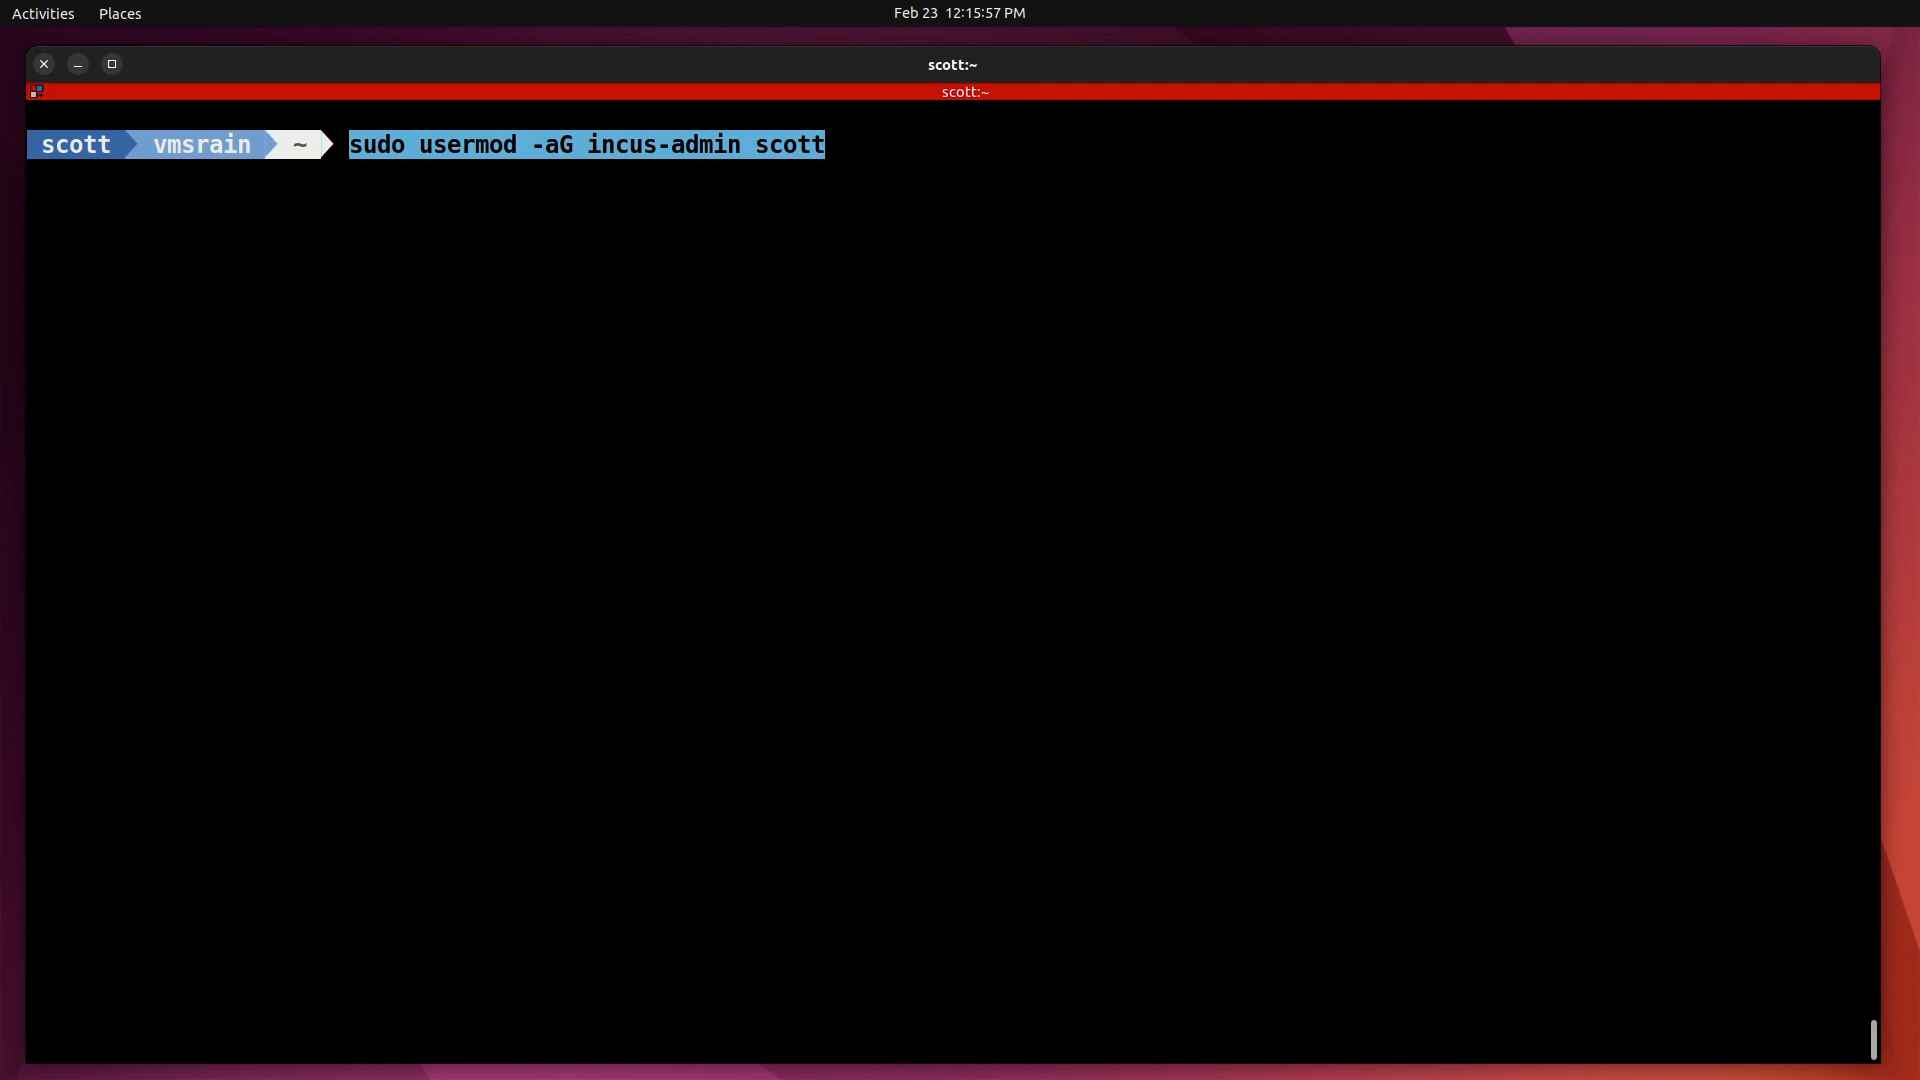 Activities Places Feb 23 12:15:57 PM
scott:~
scott:~
scott vmsrain ~ sudo usermod -aG incus-admin scott